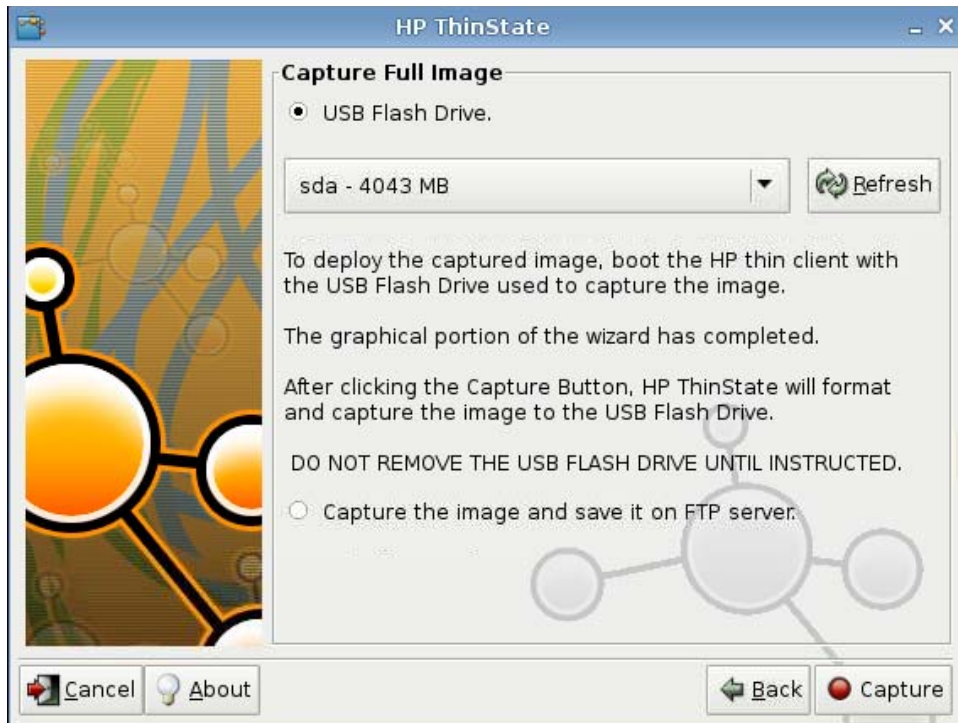 HP ThinState
Capture Full Image
USB Flash Drive.
sda - 4043 MB
Refresh
To deploy the captured image, boot the HP thin client with
the USB Flash Drive used to capture the image.
The graphical portion of the wizard has completed.
After clicking the Capture Button, HP ThinState will format
and capture the image to the USB Flash Drive.
DO NOT REMOVE THE USB FLASH DRIVE UNTIL INSTRUCTED.
Capture the image and save it on FTP server.
Cancel
About
Back
Capture